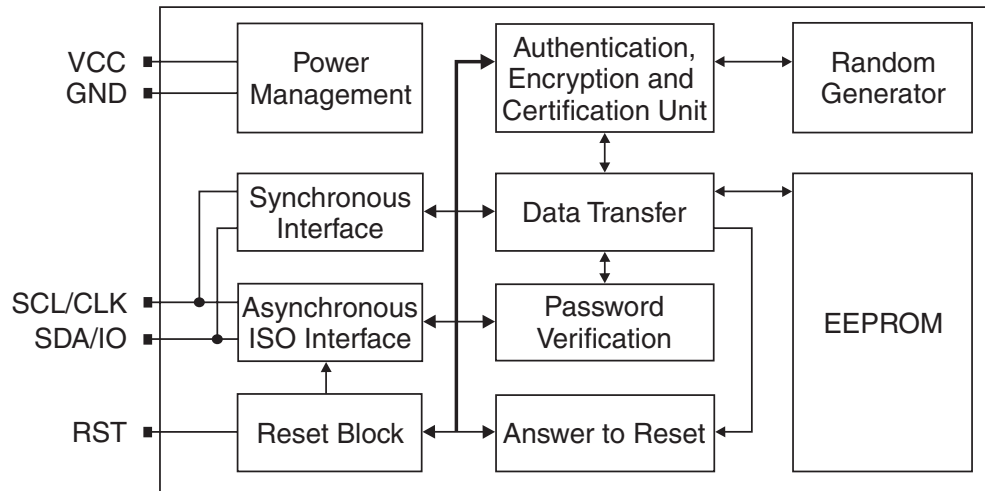 VCC
GND
Power
Management
Authentication,
Encryption and
Certification Unit
Random
Generator
Synchronous
Interface
Data Transfer
SCL/CLK
SDA/IO
Asynchronous
ISO Interface
Password
Verification
EEPROM
RST
Reset Block
Answer to Reset